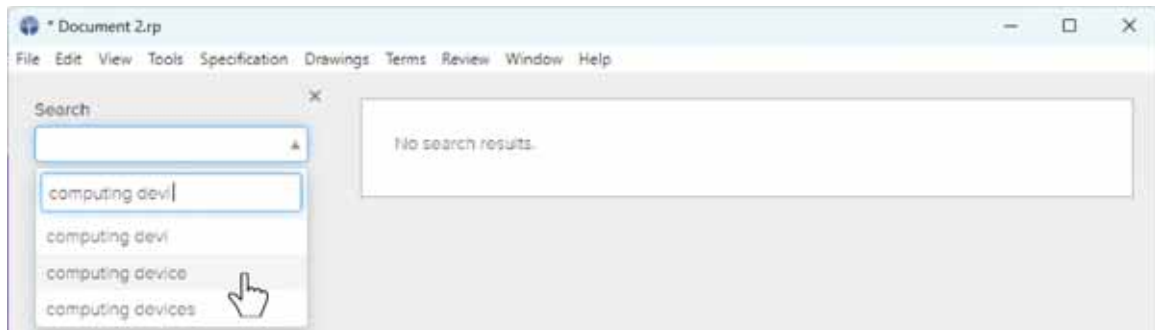 * Document 2.rp
File Edit View Tools Specification Drawings Terms Review Window Help
Search
No search results.
computing devi
computing devi
computing device
computing devices